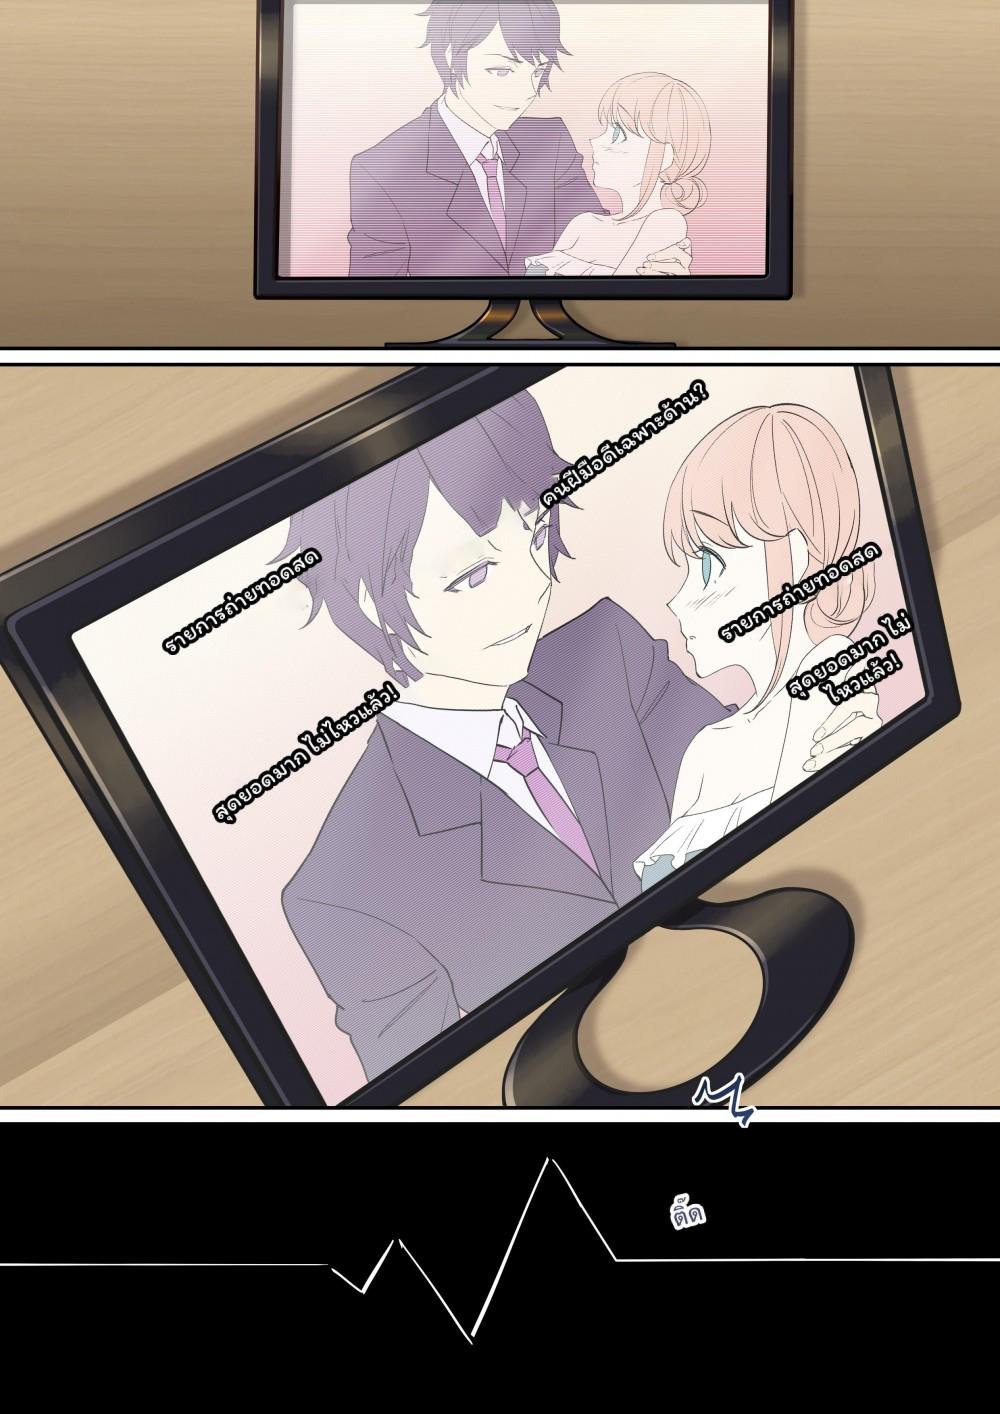 คนฝีมือดีเฉพาะด้าน?
รายการถ่ายทอดสด
รายการถ่ายทอดสด
สุดยอดมาก ไม่
ไหวแล้ว!
สุดยอดมาก ไม่ไหวแล้ว!
ติ๊ด